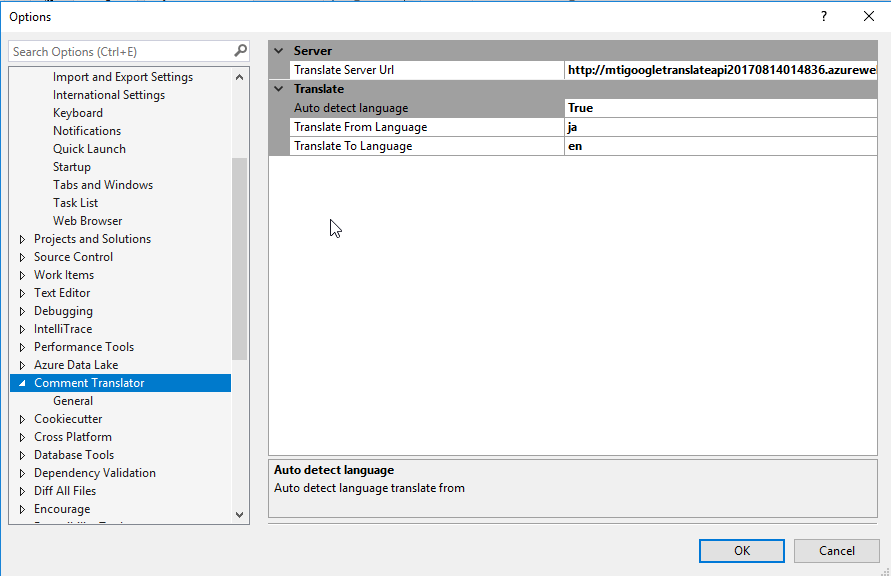 Options
?
Search Options (Ctrl+E)
Import and Export Settings
International Settings
Keyboard
Notifications
Quick Launch
Startup
Tabs and Windows
Task List
Web Browser
Projects and Solutions
Source Control
Work Items
Text Editor
Debugging
IntelliTrace
Performance Tools
Azure Data Lake
Comment Translator
General
Cookiecutter
Cross Platform
Database Tools
Dependency Validation
Diff All Files
Encourage
Server
Translate Server Url http://mtigoogletranslateapi20170814014836.azurewe
Translate
Auto detect language True
Translate From Language ja
Translate To Language en
Auto detect language
Auto detect language translate from
OK Cancel